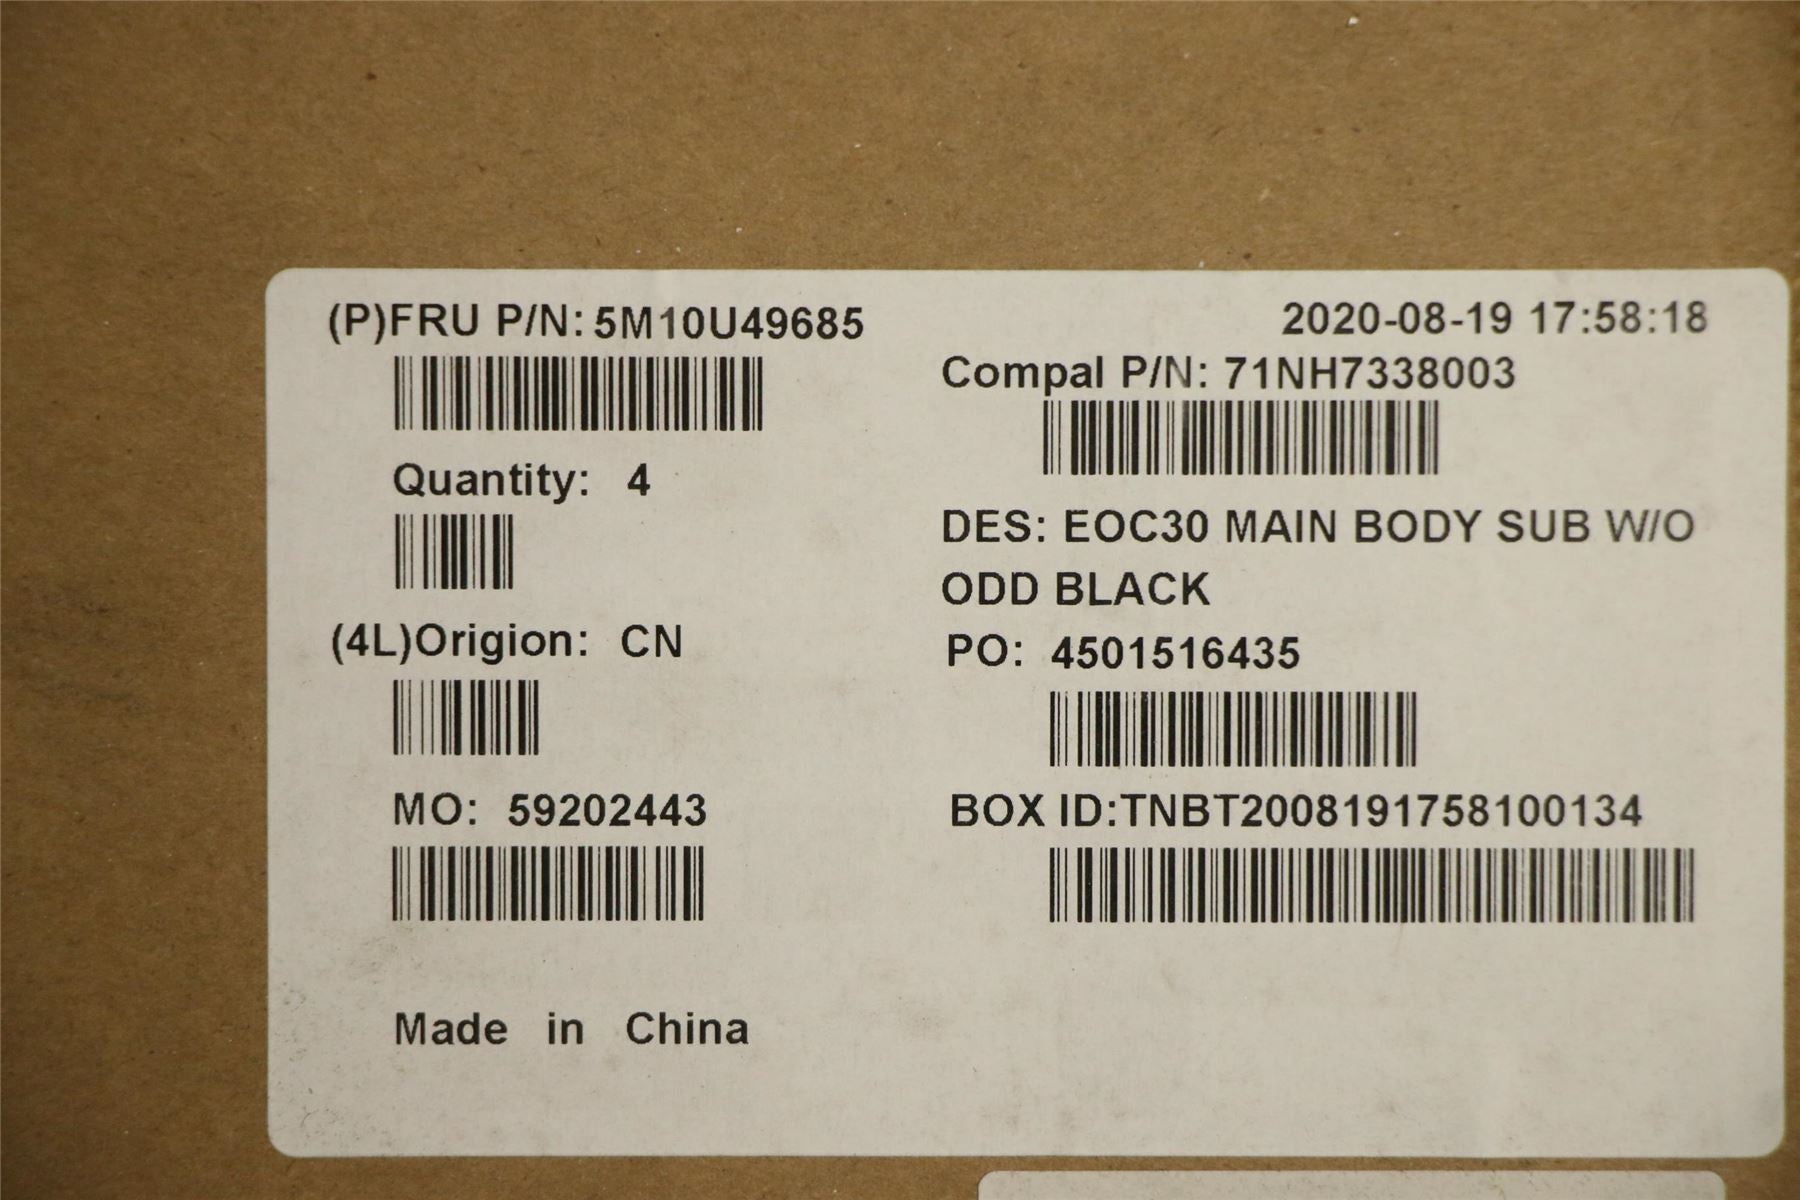 (P)FRU P/N: 5M10U49685
2020-08-19 17:58:18
Compal P/N: 71NH7338003
Quantity: 4
DES: EOC30 MAIN BODY SUB W/O
ODD BLACK
(4L)Origion: CN
PO: 4501516435
MO: 59202443
BOX ID:TNBT2008191758100134
Made in China